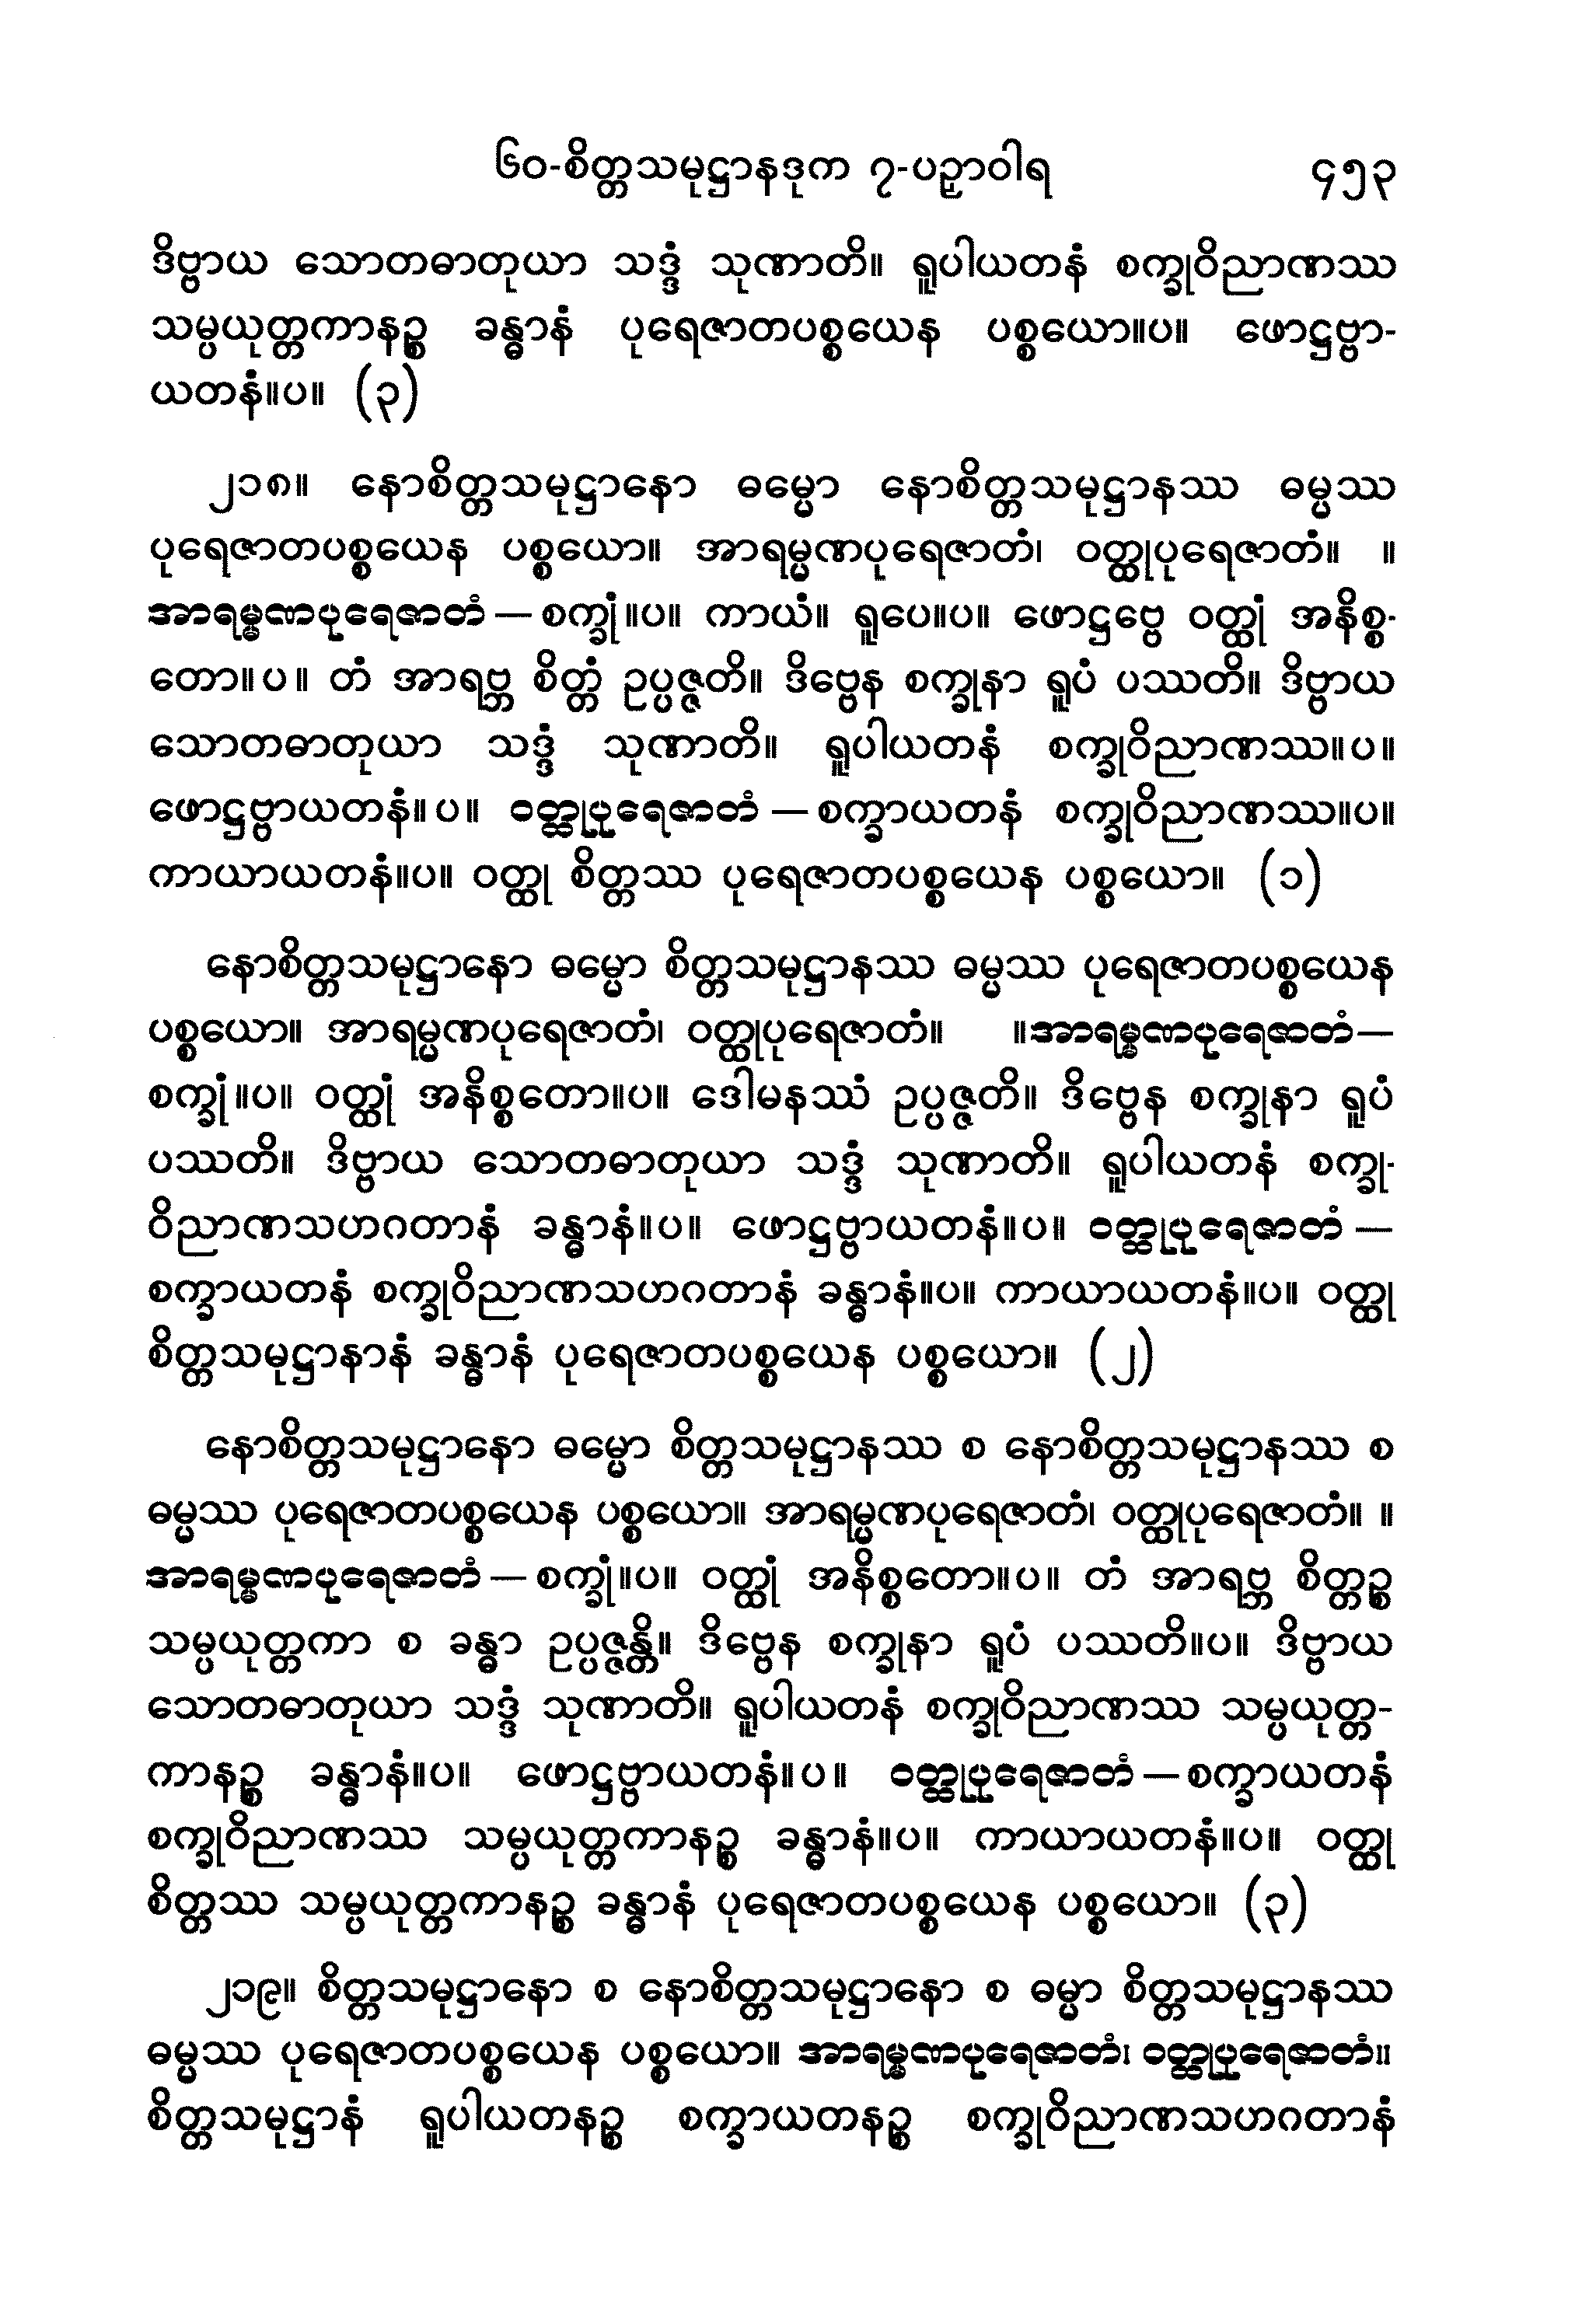 ၆၀-စိတ္တသမုဋ္ဌာနဒုက ၇-ပဉှာဝါရ ၄၅၃
ဒိဗ္ဗာယ သောတဓာတုယာ သဒ္ဒံ သုဏာတိ။ ရူပါယတနံ စက္ခုဝိညာဏဿ
သမ္ပယုတ္တကာနဉ္စ ခန္ဓာနံ ပုရေဇာတပစ္စယေန ပစ္စယော။ပ။ ဖောဋ္ဌဗ္ဗာ-
ယတနံ။ပ။ (၃)
၂၁၈။ နောစိတ္တသမုဋ္ဌာနော ဓမ္မော နောစိတ္တသမုဋ္ဌာနဿ ဓမ္မဿ
ပုရေဇာတပစ္စယေန ပစ္စယော။ အာရမ္မဏပုရေဇာတံ၊ ဝတ္ထုပုရေဇာတံ။ ။
အာရမ္မဏပုရေဇာတံ — စက္ခုံ။ပ။ ကာယံ။ ရူပေ။ပ။ ဖောဋ္ဌဗ္ဗေ ဝတ္ထုံ အနိစ္စ-
တော။ပ။ တံ အာရဗ္ဘ စိတ္တံ ဥပ္ပဇ္ဇတိ။ ဒိဗ္ဗေန စက္ခုနာ ရူပံ ပဿတိ။ ဒိဗ္ဗာယ
သောတဓာတုယာ သဒ္ဒံ သုဏာတိ။ ရူပါယတနံ စက္ခုဝိညာဏဿ။ပ။
ဖောဋ္ဌဗ္ဗာယတနံ။ပ။ ဝတ္ထုပုရေဇာတံ — စက္ခာယတနံ စက္ခုဝိညာဏဿ။ပ။
ကာယာယတနံ။ပ။ ဝတ္ထု စိတ္တဿ ပုရေဇာတပစ္စယေန ပစ္စယော။ (၁)
နောစိတ္တသမုဋ္ဌာနော ဓမ္မော စိတ္တသမုဋ္ဌာနဿ ဓမ္မဿ ပုရေဇာတပစ္စယေန
ပစ္စယော။ အာရမ္မဏပုရေဇာတံ၊ ဝတ္ထုပုရေဇာတံ။ ။အာရမ္မဏပုရေဇာတံ—
စက္ခုံ။ပ။ ဝတ္ထုံ အနိစ္စတော။ပ။ ဒေါမနဿံ ဥပ္ပဇ္ဇတိ။ ဒိဗ္ဗေန စက္ခုနာ ရူပံ
ပဿတိ။ ဒိဗ္ဗာယ သောတဓာတုယာ သဒ္ဒံ သုဏာတိ။ ရူပါယတနံ စက္ခု-
ဝိညာဏသဟဂတာနံ ခန္ဓာနံ။ပ။ ဖောဋ္ဌဗ္ဗာယတနံ။ပ။ ဝတ္ထုပုရေဇာတံ —
စက္ခာယတနံ စက္ခုဝိညာဏသဟဂတာနံ ခန္ဓာနံ။ပ။ ကာယာယတနံ။ပ။ ဝတ္ထု
စိတ္တသမုဋ္ဌာနာနံ ခန္ဓာနံ ပုရေဇာတပစ္စယေန ပစ္စယော။ (၂)
နောစိတ္တသမုဋ္ဌာနော ဓမ္မော စိတ္တသမုဋ္ဌာနဿ စ နောစိတ္တသမုဋ္ဌာနဿ စ
ဓမ္မဿ ပုရေဇာတပစ္စယေန ပစ္စယော။ အာရမ္မဏပုရေဇာတံ၊ ဝတ္ထုပုရေဇာတံ။ ။
အာရမ္မဏပုရေဇာတံ — စက္ခုံ။ပ။ ဝတ္ထုံ အနိစ္စတော။ပ။ တံ အာရဗ္ဘ စိတ္တဉ္စ
သမ္ပယုတ္တကာ စ ခန္ဓာ ဥပ္ပဇ္ဇန္တိ။ ဒိဗ္ဗေန စက္ခုနာ ရူပံ ပဿတိ။ပ။ ဒိဗ္ဗာယ
သောတဓာတုယာ သဒ္ဒံ သုဏာတိ။ ရူပါယတနံ စက္ခုဝိညာဏဿ သမ္ပယုတ္တ-
ကာနဉ္စ ခန္ဓာနံ။ပ။ ဖောဋ္ဌဗ္ဗာယတနံ။ပ။ ဝတ္ထုပုရေဇာတံ — စက္ခာယတနံ
စက္ခုဝိညာဏဿ သမ္ပယုတ္တကာနဉ္စ ခန္ဓာနံ။ပ။ ကာယာယတနံ။ပ။ ဝတ္ထု
စိတ္တဿ သမ္ပယုတ္တကာနဉ္စ ခန္ဓာနံ ပုရေဇာတပစ္စယေန ပစ္စယော။ (၃)
၂၁၉။ စိတ္တသမုဋ္ဌာနော စ နောစိတ္တသမုဋ္ဌာနော စ ဓမ္မာ စိတ္တသမုဋ္ဌာနဿ
ဓမ္မဿ ပုရေဇာတပစ္စယေန ပစ္စယော။ အာရမ္မဏပုရေဇာတံ၊ ဝတ္ထုပုရေဇာတံ။
စိတ္တသမုဋ္ဌာနံ ရူပါယတနဉ္စ စက္ခာယတနဉ္စ စက္ခုဝိညာဏသဟဂတာနံ